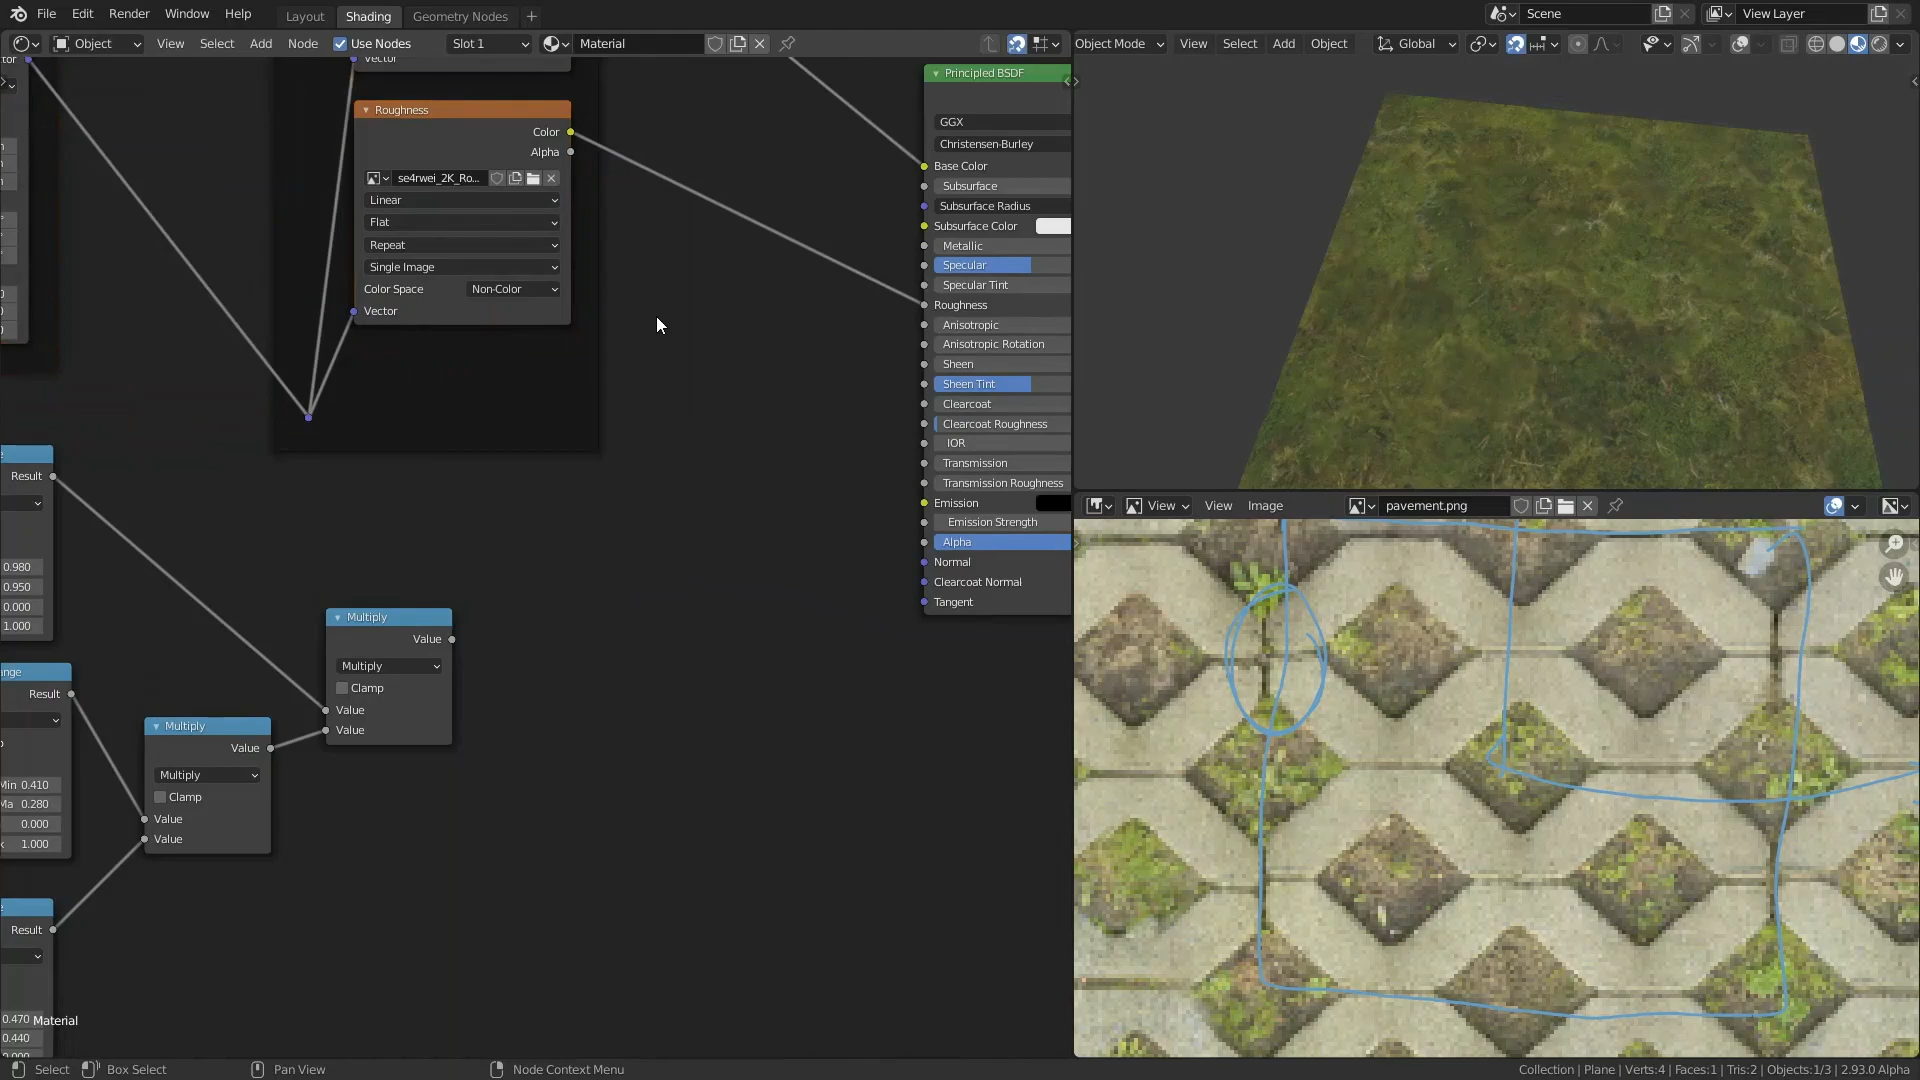 File Edit Render Window Help Layout Shading Geometry Nodes + Scene View Layer
Object View Select Add Node Use Nodes Slot 1 Material Object Mode View Select Add Object Global
Vector
Roughness
Color
Alpha
se4rwei_2K_Ro...
Linear
Flat
Repeat
Single Image
Color Space Non-Color
Vector
Result
0.980
0.950
0.000
1.000
Result
Min 0.410
Ma 0.280
0.000
1.000
Result
0.470
0.440
Material
Multiply
Value
Multiply
Clamp
Value
Value
Multiply
Value
Multiply
Clamp
Value
Value
Principled BSDF
GGX
Christensen-Burley
Base Color
Subsurface
Subsurface Radius
Subsurface Color
Metallic
Specular
Specular Tint
Roughness
Anisotropic
Anisotropic Rotation
Sheen
Sheen Tint
Clearcoat
Clearcoat Roughness
IOR
Transmission
Transmission Roughness
Emission
Emission Strength
Alpha
Normal
Clearcoat Normal
Tangent
View View Image pavement.png
Select Box Select Pan View Node Context Menu Collection | Plane | Verts:4 | Faces:1 | Tris:2 | Objects:1/3 | 2.93.0 Alpha